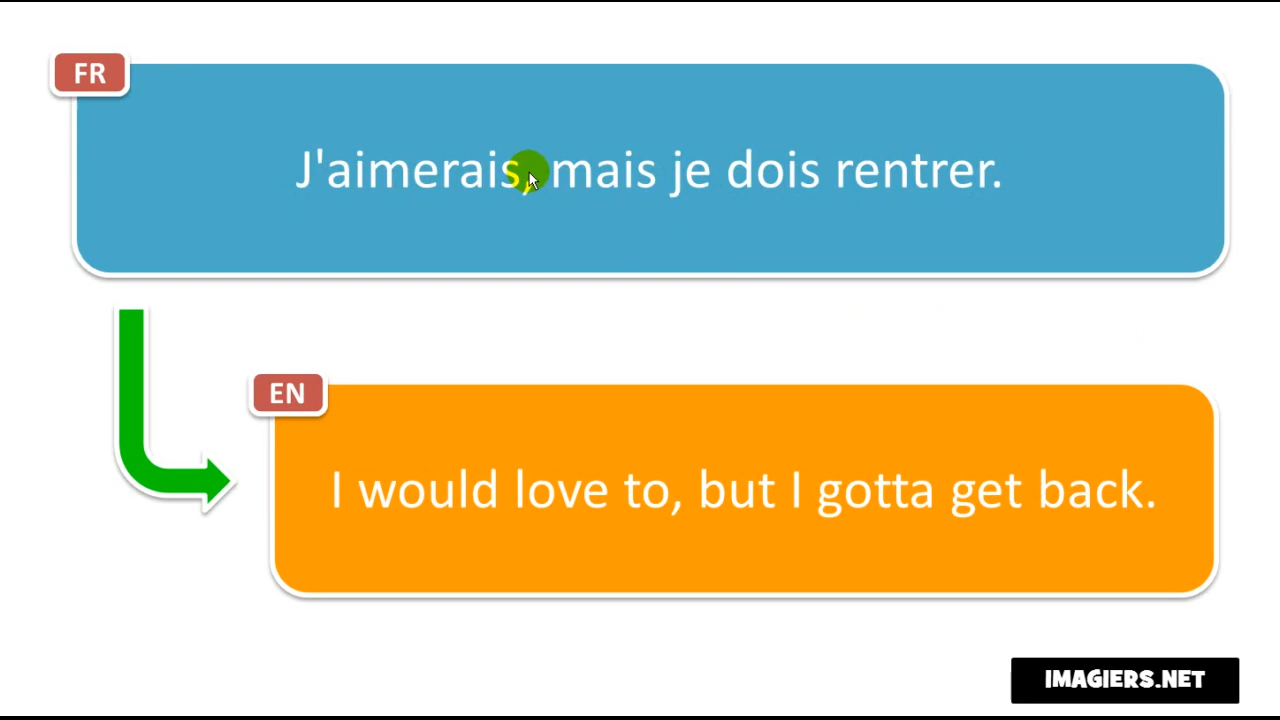 FR
J'aimerais, mais je dois rentrer.
EN
I would love to, but I gotta get back.
IMAGIERS.NET